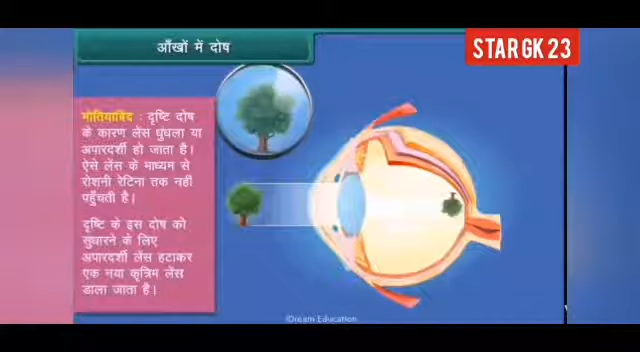 आँखों में दोष
STAR GK 23
मोतियाबिंद : दृष्टि दोष
के कारण लेंस धुंधला या
अपारदर्शी हो जाता है।
ऐसे लेंस के माध्यम से
रोशनी रेटिना तक नहीं
पहुँचती है।
दृष्टि के इस दोष को
सुधारने के लिए
अपारदर्शी लेंस हटाकर
एक नया कृत्रिम लेंस
डाला जाता है।
iDream Education